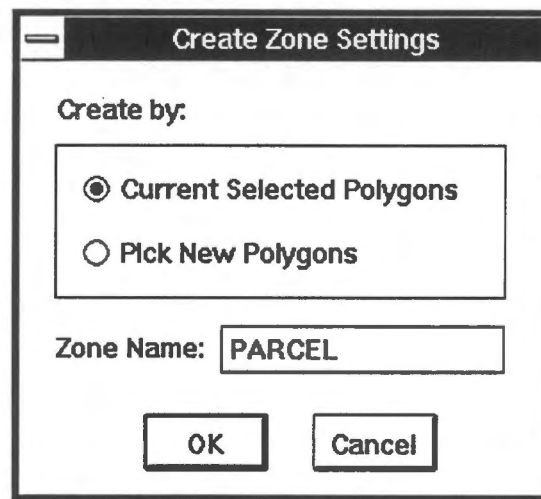 Create Zone Settings
Create by:
Current Selected Polygons
Pick New Polygons
Zone Name: PARCEL
OK Cancel